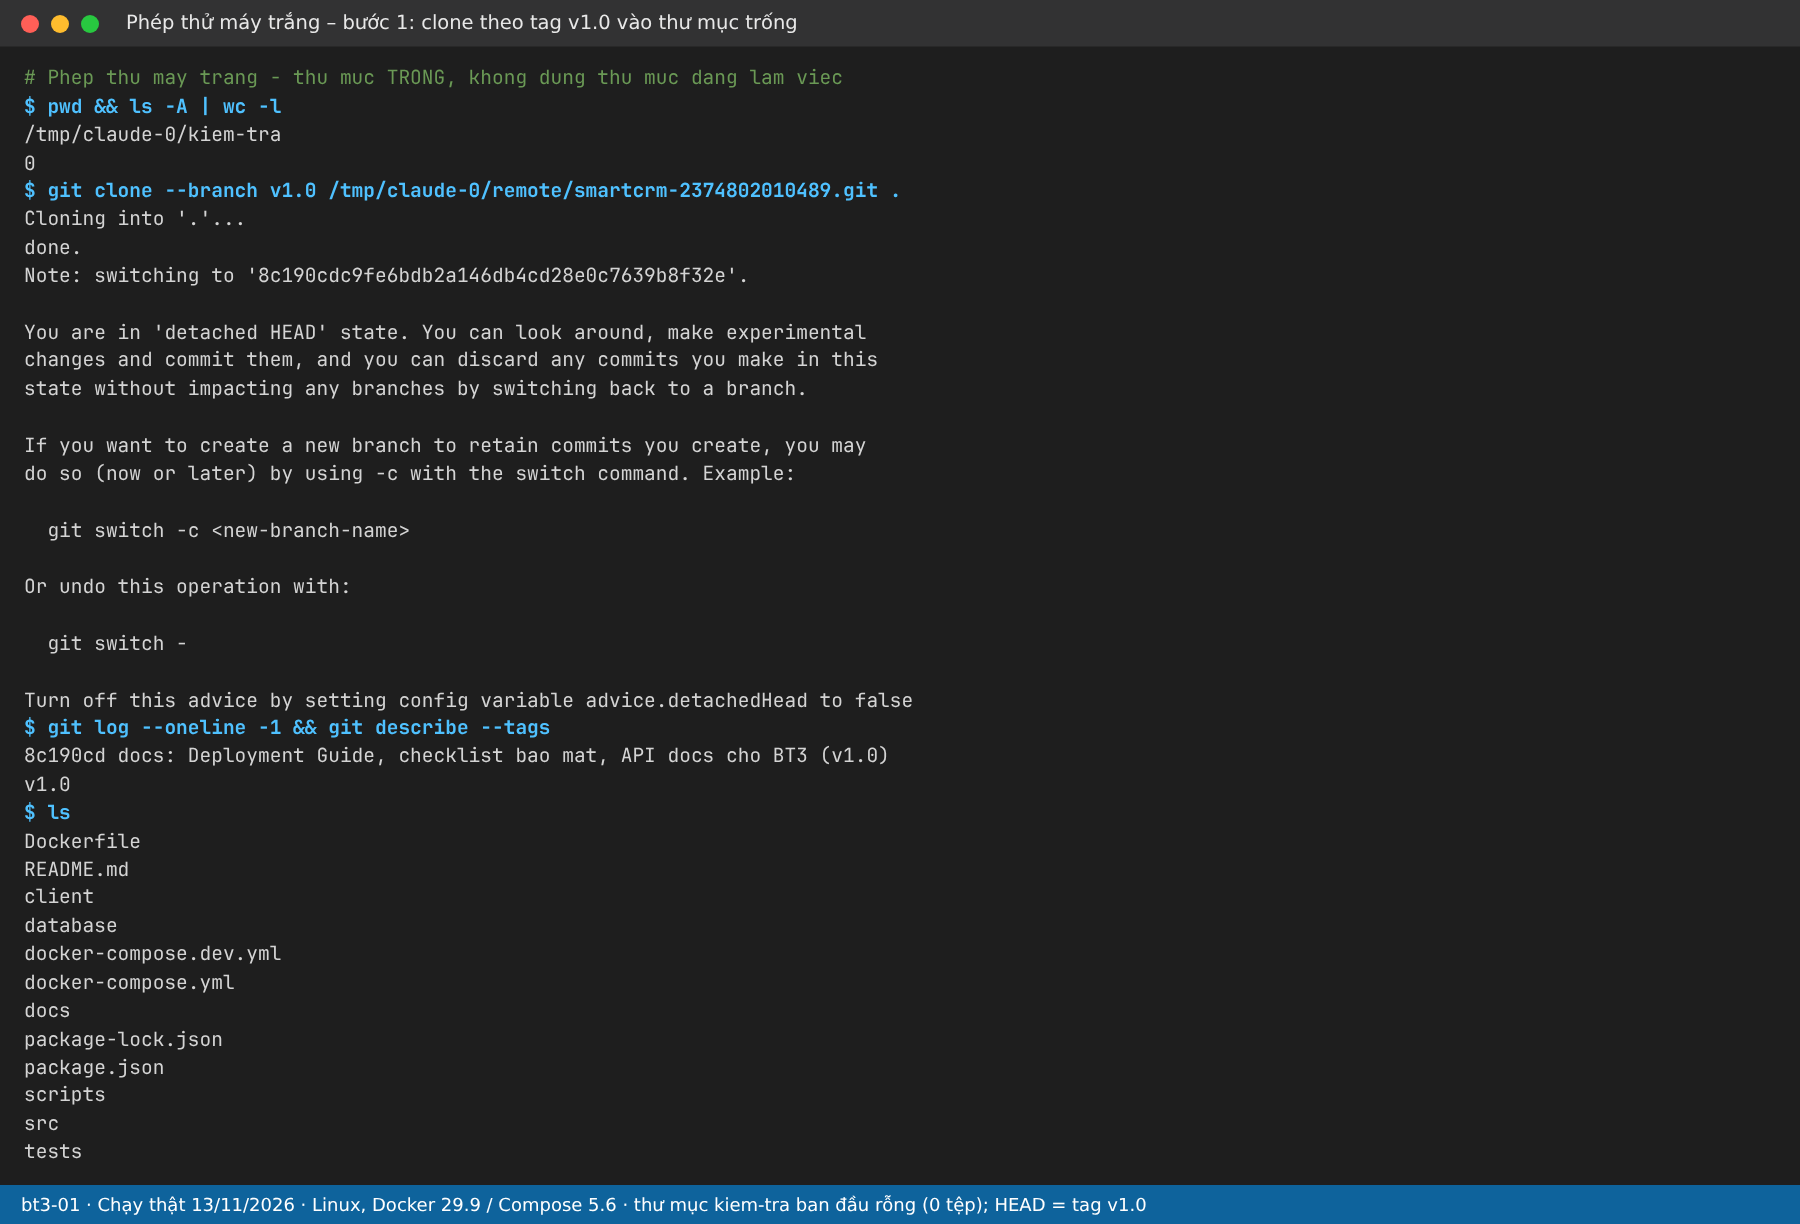 Phép thử máy trắng – bước 1: clone theo tag v1.0 vào thư mục trống
# Phep thu may trang - thu muc TRONG, khong dung thu muc dang lam viec
$ pwd && ls -A | wc -l
/tmp/claude-0/kiem-tra
0
$ git clone --branch v1.0 /tmp/claude-0/remote/smartcrm-2374802010489.git .
Cloning into '.'...
done.
Note: switching to '8c190cdc9fe6bdb2a146db4cd28e0c7639b8f32e'.
You are in 'detached HEAD' state. You can look around, make experimental
changes and commit them, and you can discard any commits you make in this
state without impacting any branches by switching back to a branch.
If you want to create a new branch to retain commits you create, you may
do so (now or later) by using -c with the switch command. Example:
git switch -c <new-branch-name>
Or undo this operation with:
git switch -
Turn off this advice by setting config variable advice.detachedHead to false
$ git log --oneline -1 && git describe --tags
8c190cd docs: Deployment Guide, checklist bao mat, API docs cho BT3 (v1.0)
v1.0
$ ls
Dockerfile
README.md
client
database
docker-compose.dev.yml
docker-compose.yml
docs
package-lock.json
package.json
scripts
src
tests
bt3-01 · Chạy thật 13/11/2026 · Linux, Docker 29.9 / Compose 5.6 · thư mục kiem-tra ban đầu rỗng (0 tệp); HEAD = tag v1.0